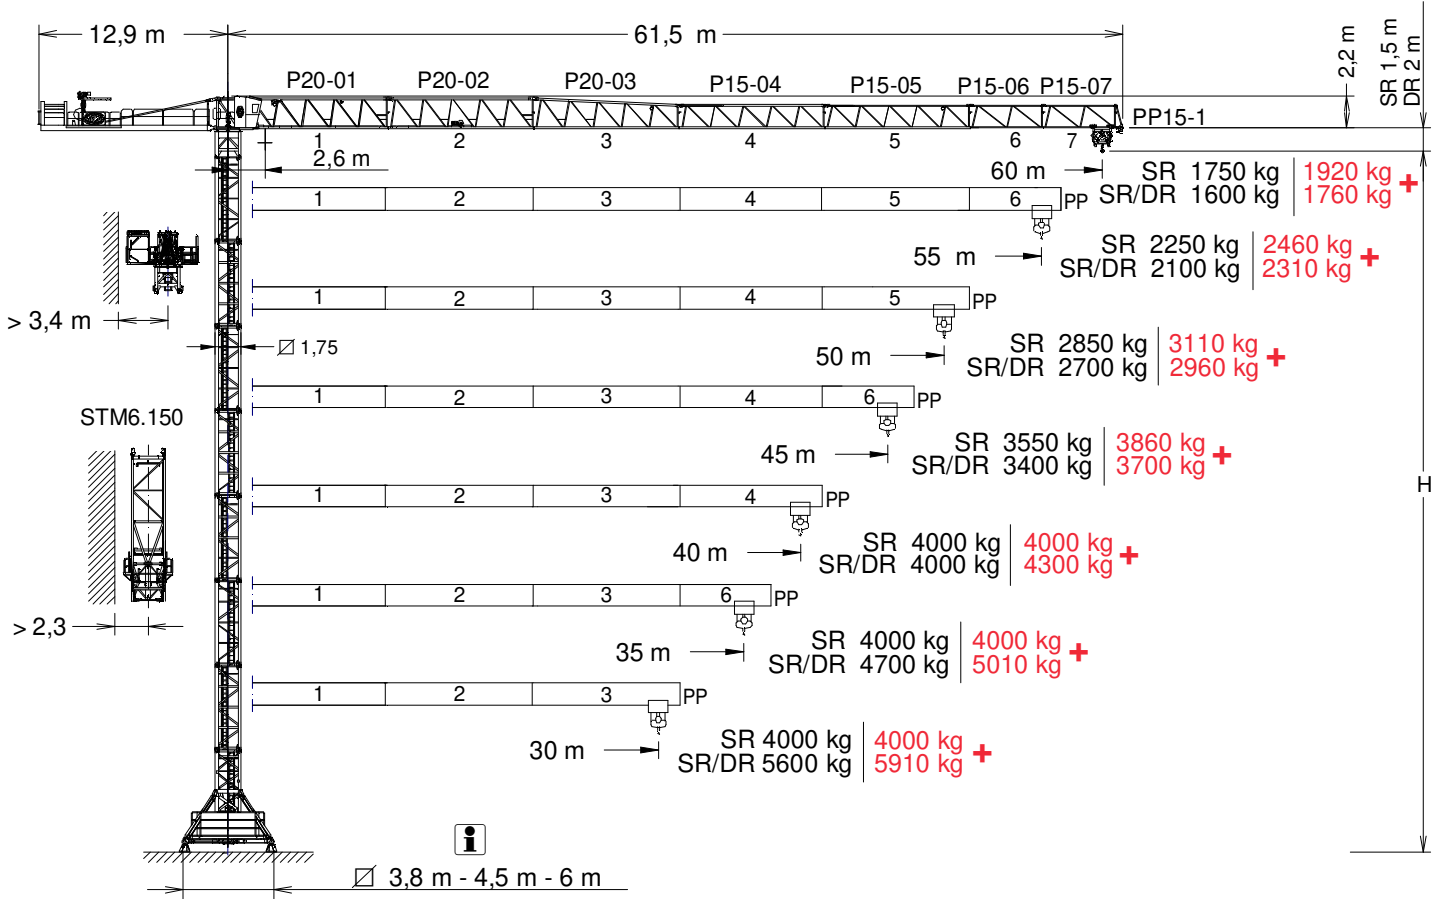 12,9 m
61,5 m
2,2 m
SR 1,5 m
DR 2 m
P20-01 P20-02 P20-03 P15-04 P15-05 P15-06 P15-07
PP15-1
1 2 3 4 5 6 7
2,6 m
60 m
SR 1750 kg 1920 kg
SR/DR 1600 kg 1760 kg +
1 2 3 4 5 6 PP
55 m
SR 2250 kg 2460 kg
SR/DR 2100 kg 2310 kg +
1 2 3 4 5 PP
> 3,4 m
1,75
50 m
SR 2850 kg 3110 kg
SR/DR 2700 kg 2960 kg +
1 2 3 4 6 PP
STM6.150
45 m
SR 3550 kg 3860 kg
SR/DR 3400 kg 3700 kg +
H
1 2 3 4 PP
40 m
SR 4000 kg 4000 kg
SR/DR 4000 kg 4300 kg +
1 2 3 6 PP
> 2,3
35 m
SR 4000 kg 4000 kg
SR/DR 4700 kg 5010 kg +
1 2 3 PP
30 m
SR 4000 kg 4000 kg
SR/DR 5600 kg 5910 kg +
i
3,8 m - 4,5 m - 6 m